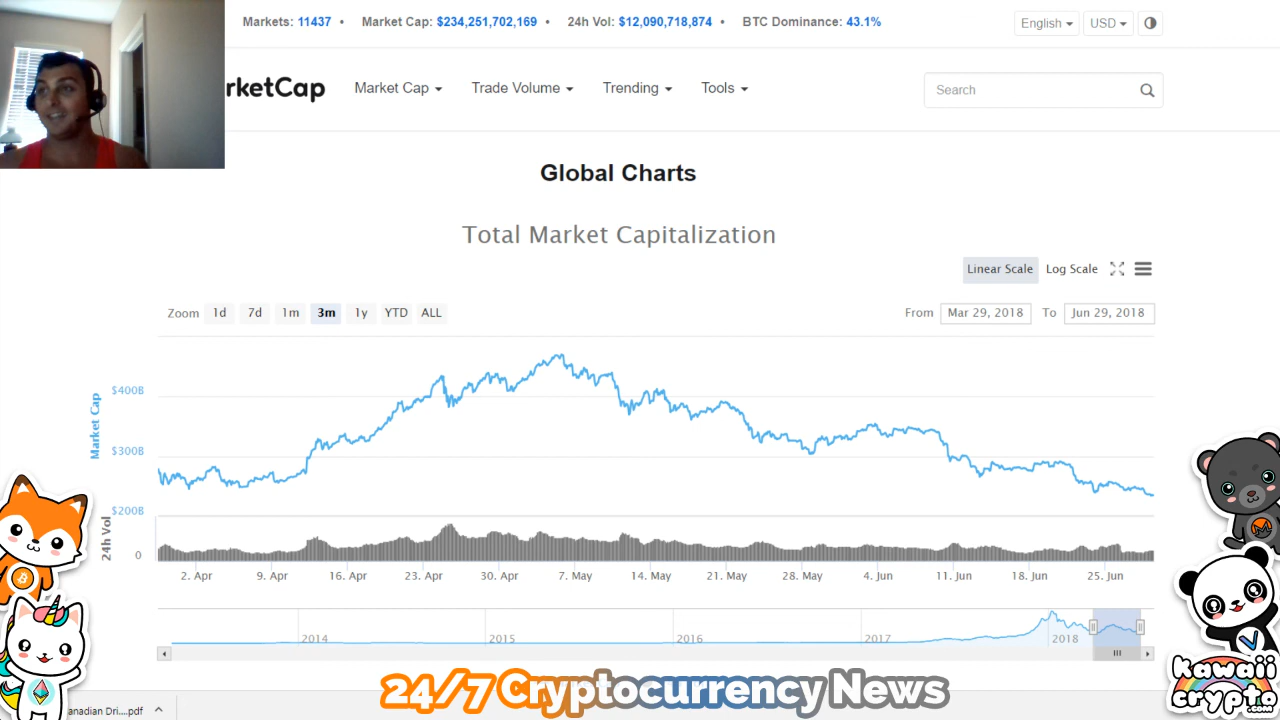 Markets: 11437 • Market Cap: $234,251,702,169 • 24h Vol: $12,090,718,874 • BTC Dominance: 43.1%
English USD
rketCap Market Cap Trade Volume Trending Tools Search
Global Charts
Total Market Capitalization
Linear Scale Log Scale
Zoom 1d 7d 1m 3m 1y YTD ALL From Mar 29, 2018 To Jun 29, 2018
Market Cap
$400B
$300B
$200B
24h Vol
0
2. Apr 9. Apr 16. Apr 23. Apr 30. Apr 7. May 14. May 21. May 28. May 4. Jun 11. Jun 18. Jun 25. Jun
2014 2015 2016 2017 2018
24/7 Cryptocurrency News
kawaii
crypto
.com
anadian Dri....pdf